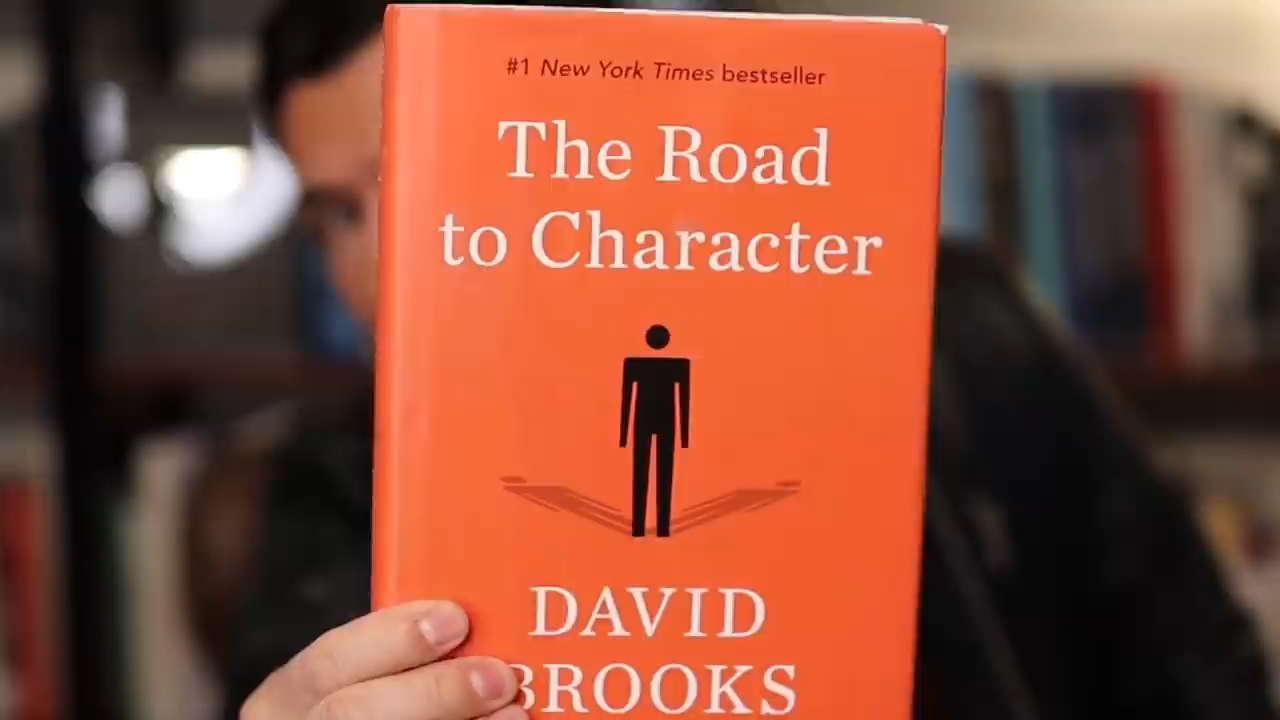 #1 New York Times bestseller
The Road
to Character
DAVID
BROOKS